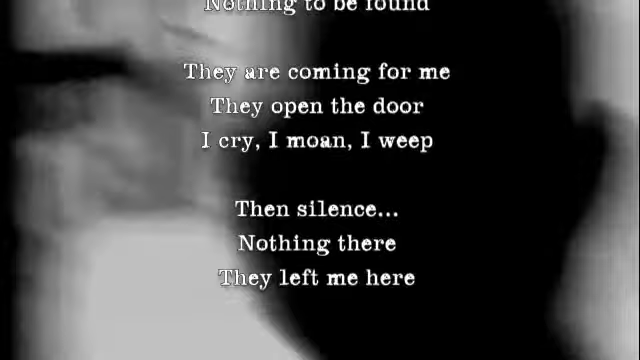 Nothing to be found
They are coming for me
They open the door
I cry, I moan, I weep
Then silence...
Nothing there
They left me here